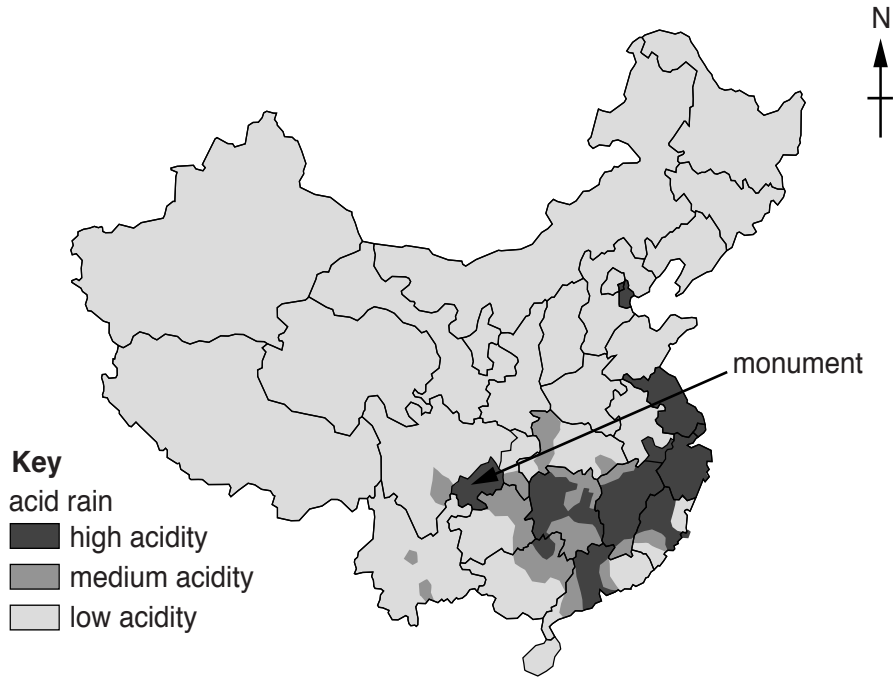 N
monument
Key
acid rain
high acidity
medium acidity
low acidity